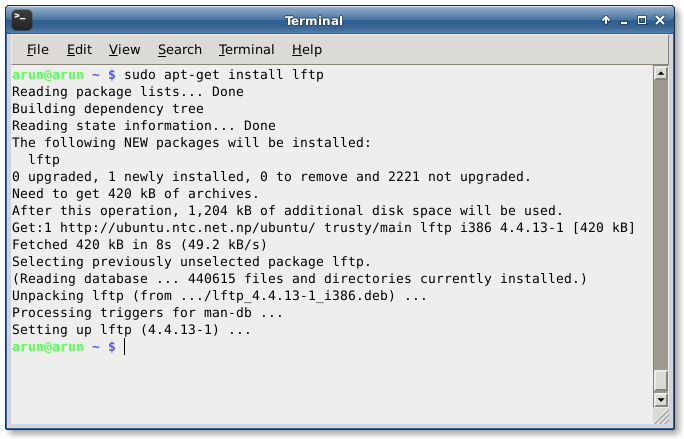 Terminal
File Edit View Search Terminal Help
arun@arun ~ $ sudo apt-get install lftp
Reading package lists... Done
Building dependency tree
Reading state information... Done
The following NEW packages will be installed:
  lftp
0 upgraded, 1 newly installed, 0 to remove and 2221 not upgraded.
Need to get 420 kB of archives.
After this operation, 1,204 kB of additional disk space will be used.
Get:1 http://ubuntu.ntc.net.np/ubuntu/ trusty/main lftp i386 4.4.13-1 [420 kB]
Fetched 420 kB in 8s (49.2 kB/s)
Selecting previously unselected package lftp.
(Reading database ... 440615 files and directories currently installed.)
Unpacking lftp (from .../lftp_4.4.13-1_i386.deb) ...
Processing triggers for man-db ...
Setting up lftp (4.4.13-1) ...
arun@arun ~ $